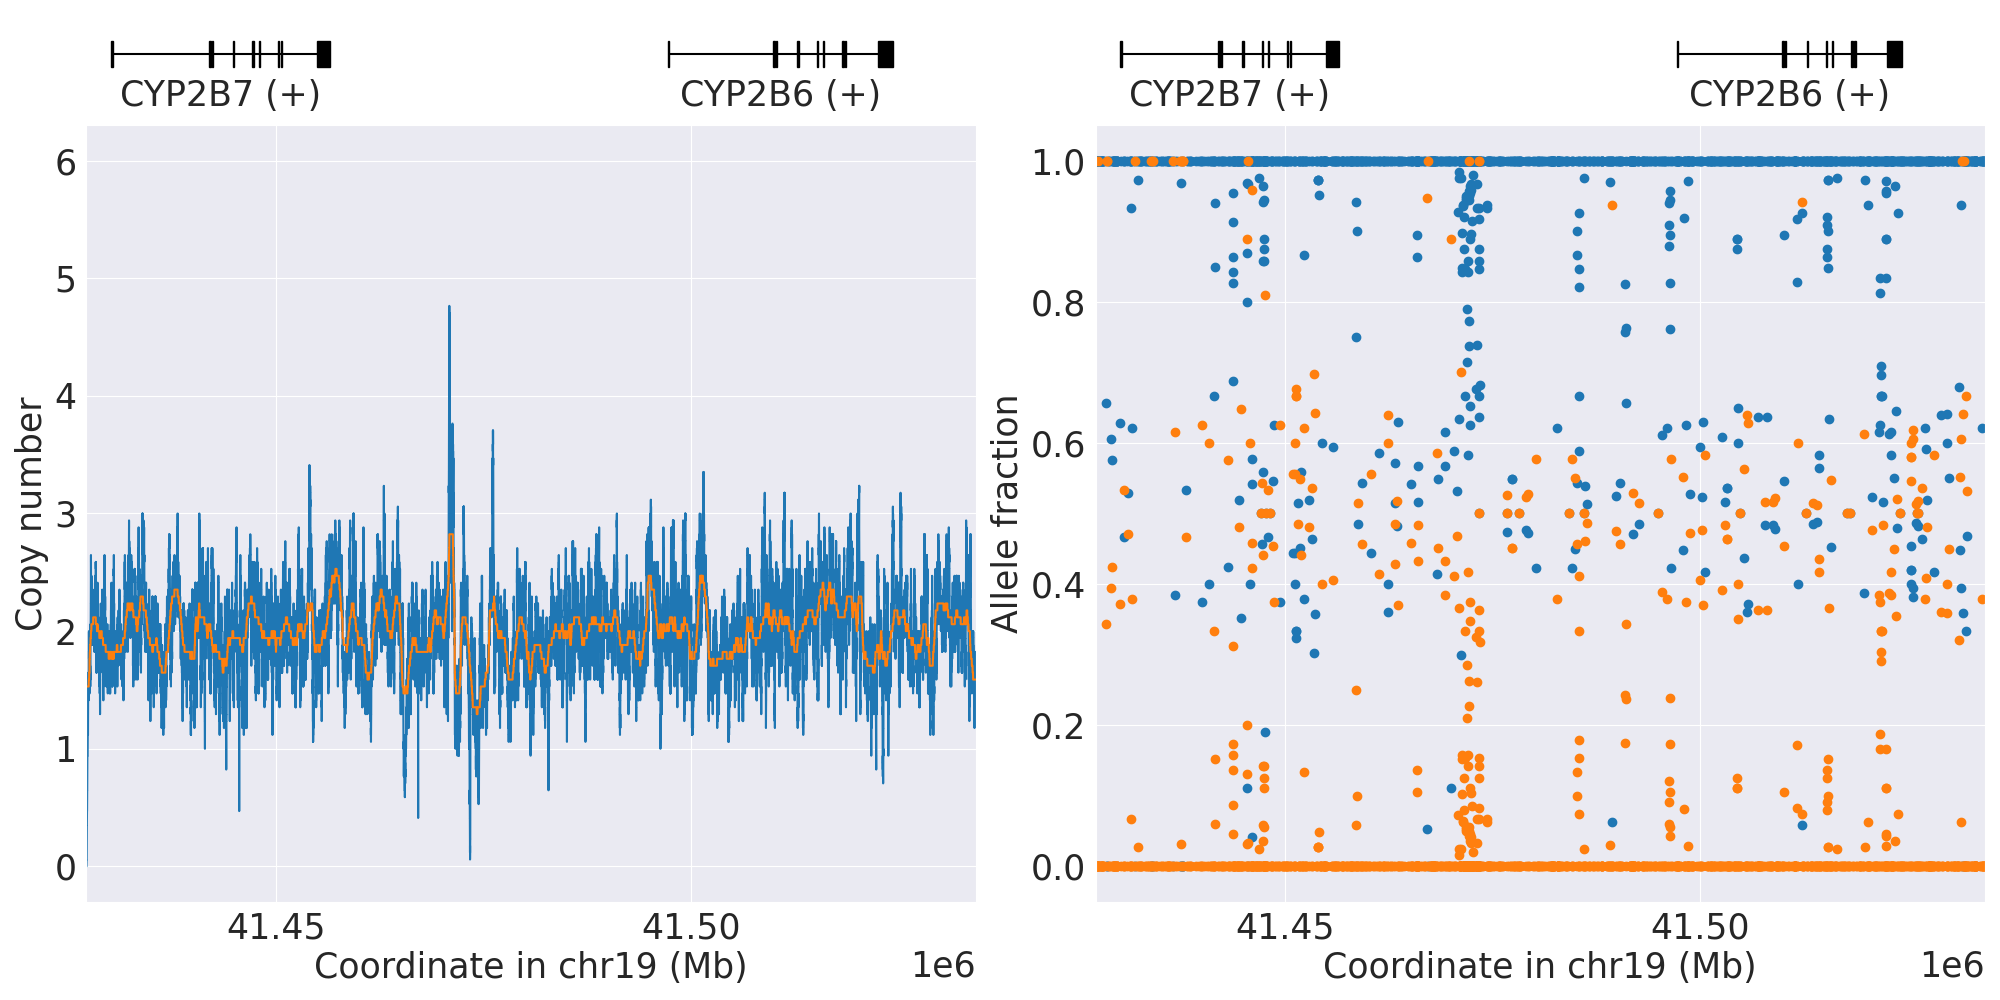 CYP2B7 (+)
CYP2B6 (+)
Copy number
6
5
4
3
2
1
0
41.45
41.50
Coordinate in chr19 (Mb)
1e6
CYP2B7 (+)
CYP2B6 (+)
Allele fraction
1.0
0.8
0.6
0.4
0.2
0.0
41.45
41.50
Coordinate in chr19 (Mb)
1e6